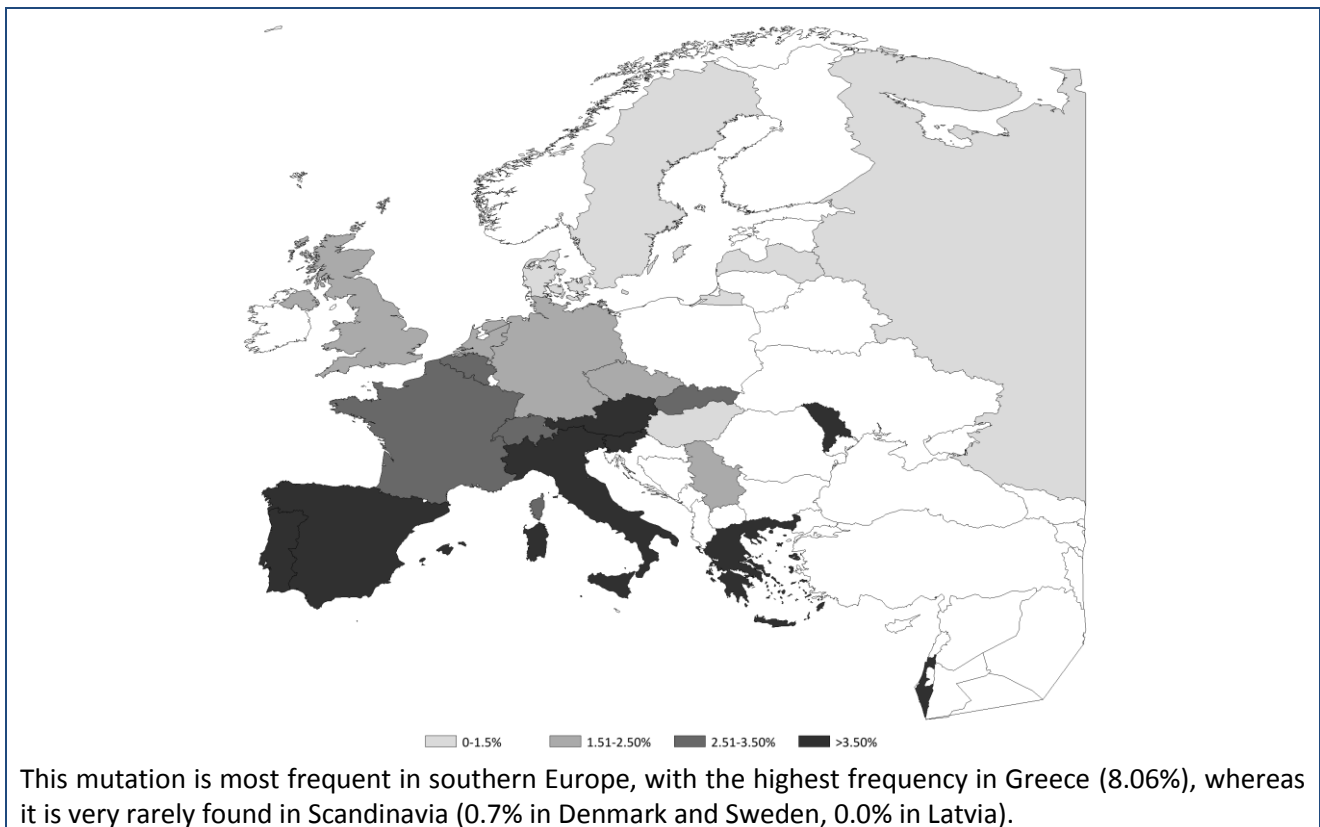 0-1.5% 1.51-2.50% 2.51-3.50% >3.50%
This mutation is most frequent in southern Europe, with the highest frequency in Greece (8.06%), whereas
it is very rarely found in Scandinavia (0.7% in Denmark and Sweden, 0.0% in Latvia).